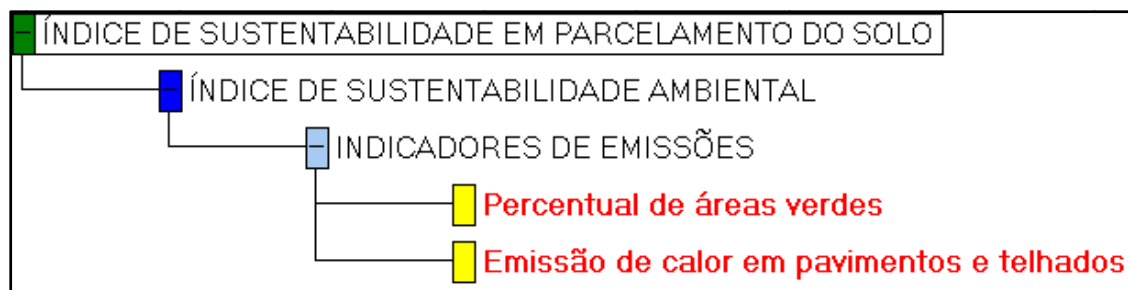 ÍNDICE DE SUSTENTABILIDADE EM PARCELAMENTO DO SOLO
ÍNDICE DE SUSTENTABILIDADE AMBIENTAL
INDICADORES DE EMISSÕES
Percentual de áreas verdes
Emissão de calor em pavimentos e telhados